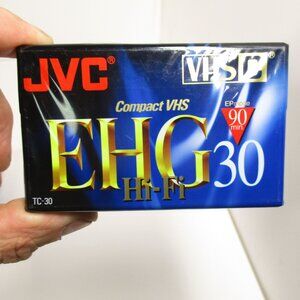 JVC
VHS C
Compact VHS
EP mode
90
min.
EHG 30
Hi-Fi
TC-30